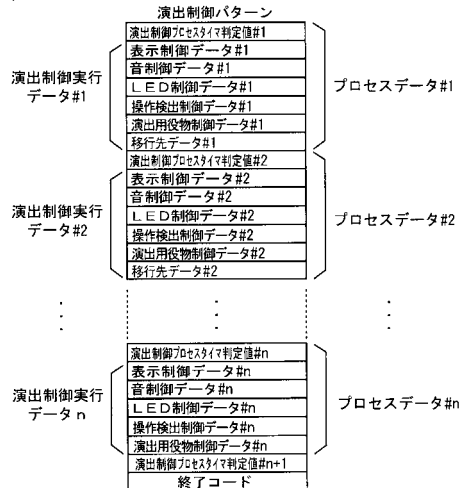 演出制御パターン
演出制御プロセスタイマ判定値#1
表示制御データ#1
音制御データ#1
LED制御データ#1
操作検出制御データ#1
演出用役物制御データ#1
移行先データ#1
演出制御実行
データ#1
プロセスデータ#1
演出制御プロセスタイマ判定値#2
表示制御データ#2
音制御データ#2
LED制御データ#2
操作検出制御データ#2
演出用役物制御データ#2
移行先データ#2
演出制御実行
データ#2
プロセスデータ#2
演出制御プロセスタイマ判定値#n
表示制御データ#n
音制御データ#n
LED制御データ#n
操作検出制御データ#n
演出用役物制御データ#n
演出制御プロセスタイマ判定値#n+1
終了コード
演出制御実行
データn
プロセスデータ#n